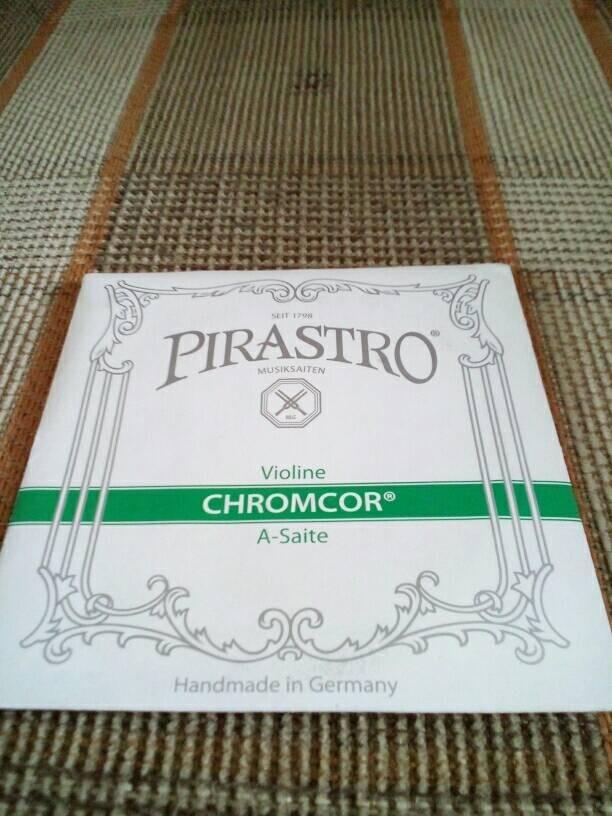 SEIT 1798
PIRASTRO®
MUSIKSAITEN
Violine
CHROMCOR®
A-Saite
Handmade in Germany